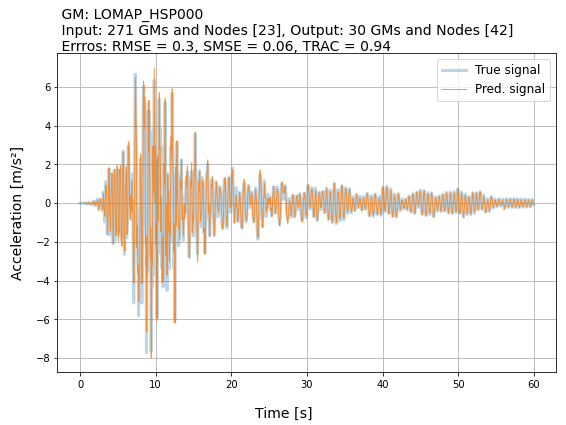 GM: LOMAP_HSP000
Input: 271 GMs and Nodes [23], Output: 30 GMs and Nodes [42]
Errros: RMSE = 0.3, SMSE = 0.06, TRAC = 0.94
True signal
Pred. signal
6
4
2
0
−2
−4
−6
−8
Acceleration [m/s²]
0 10 20 30 40 50 60
Time [s]